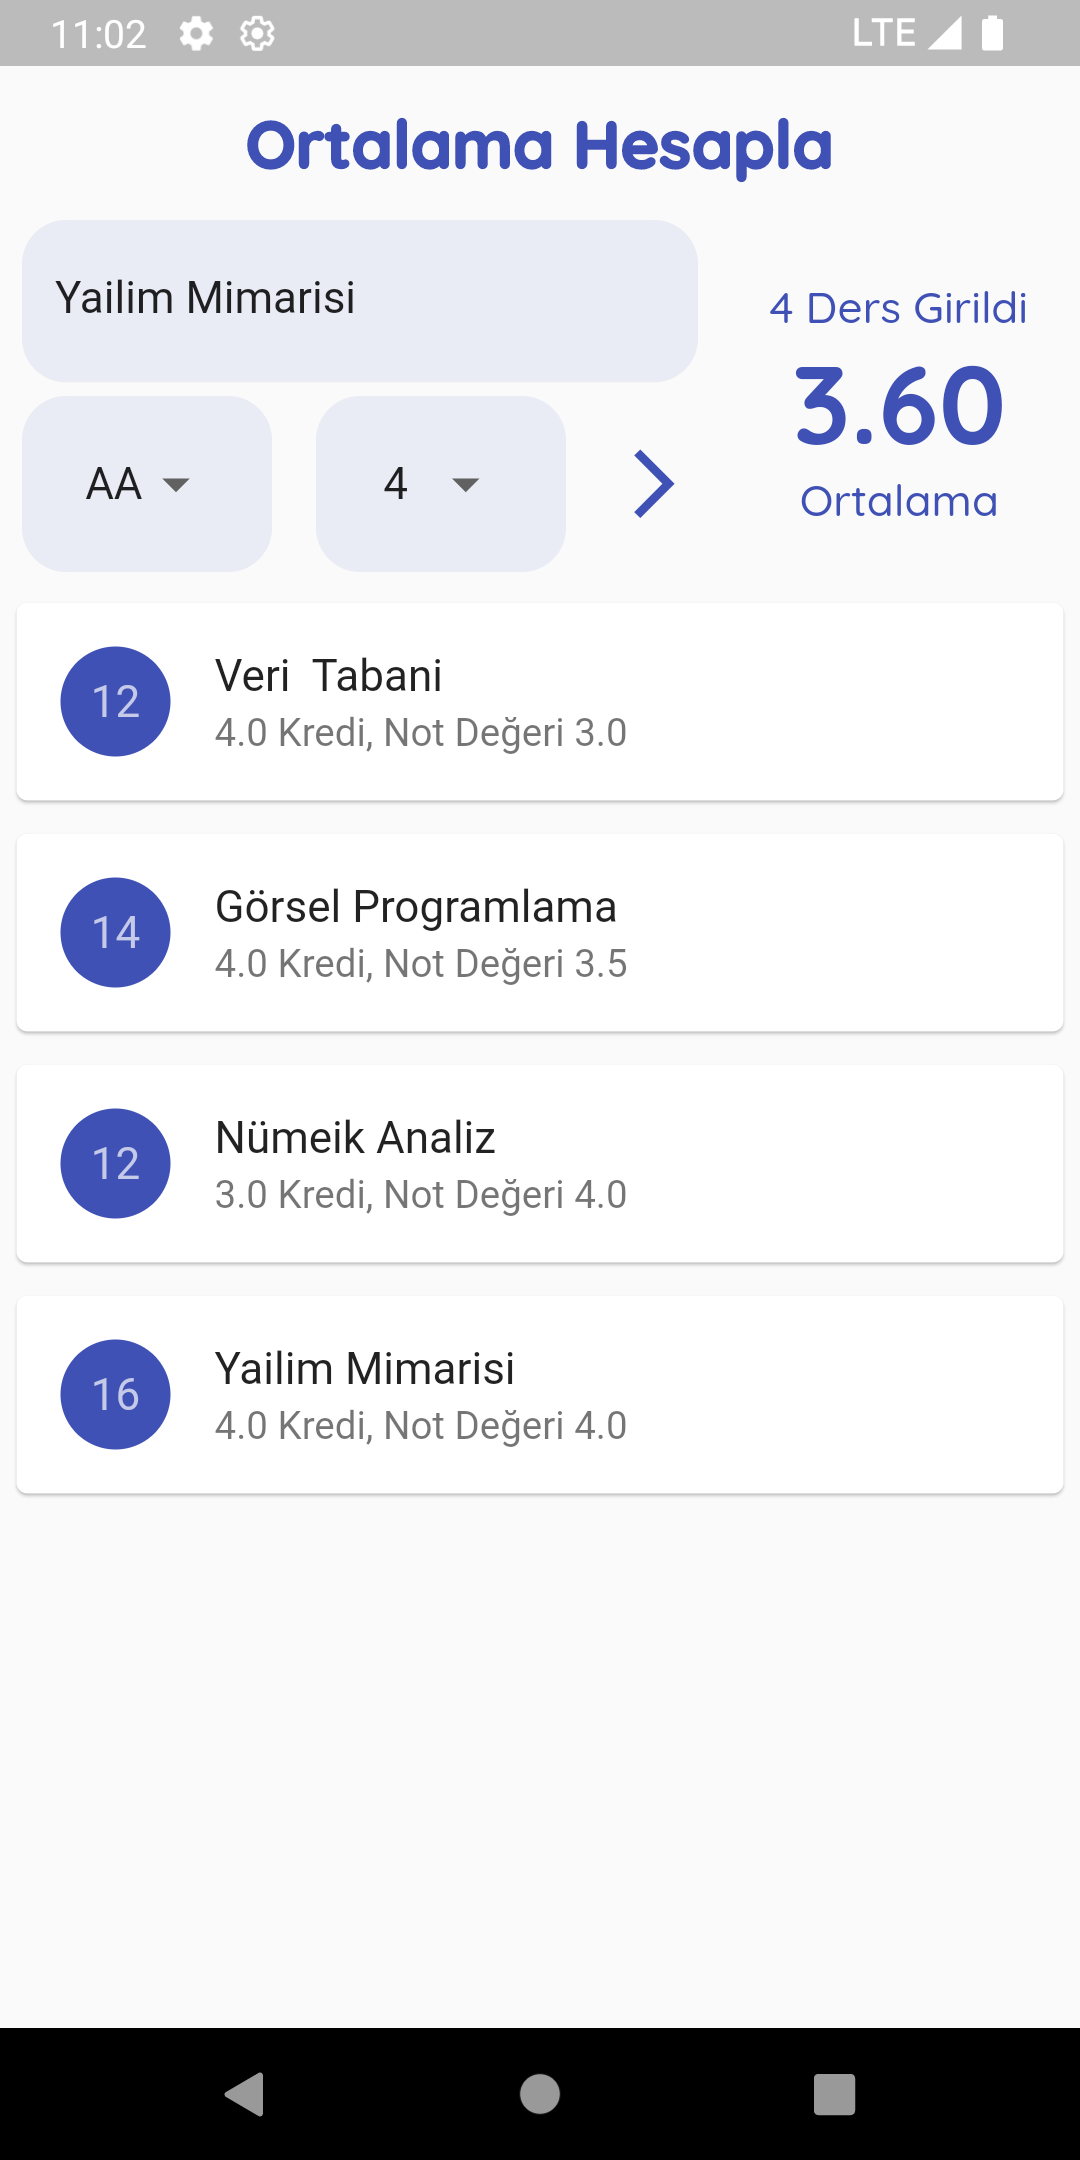 11:02 LTE
Ortalama Hesapla
Yailim Mimarisi
AA 4
4 Ders Girildi
3.60
Ortalama
12
Veri  Tabani
4.0 Kredi, Not Değeri 3.0
14
Görsel Programlama
4.0 Kredi, Not Değeri 3.5
12
Nümeik Analiz
3.0 Kredi, Not Değeri 4.0
16
Yailim Mimarisi
4.0 Kredi, Not Değeri 4.0